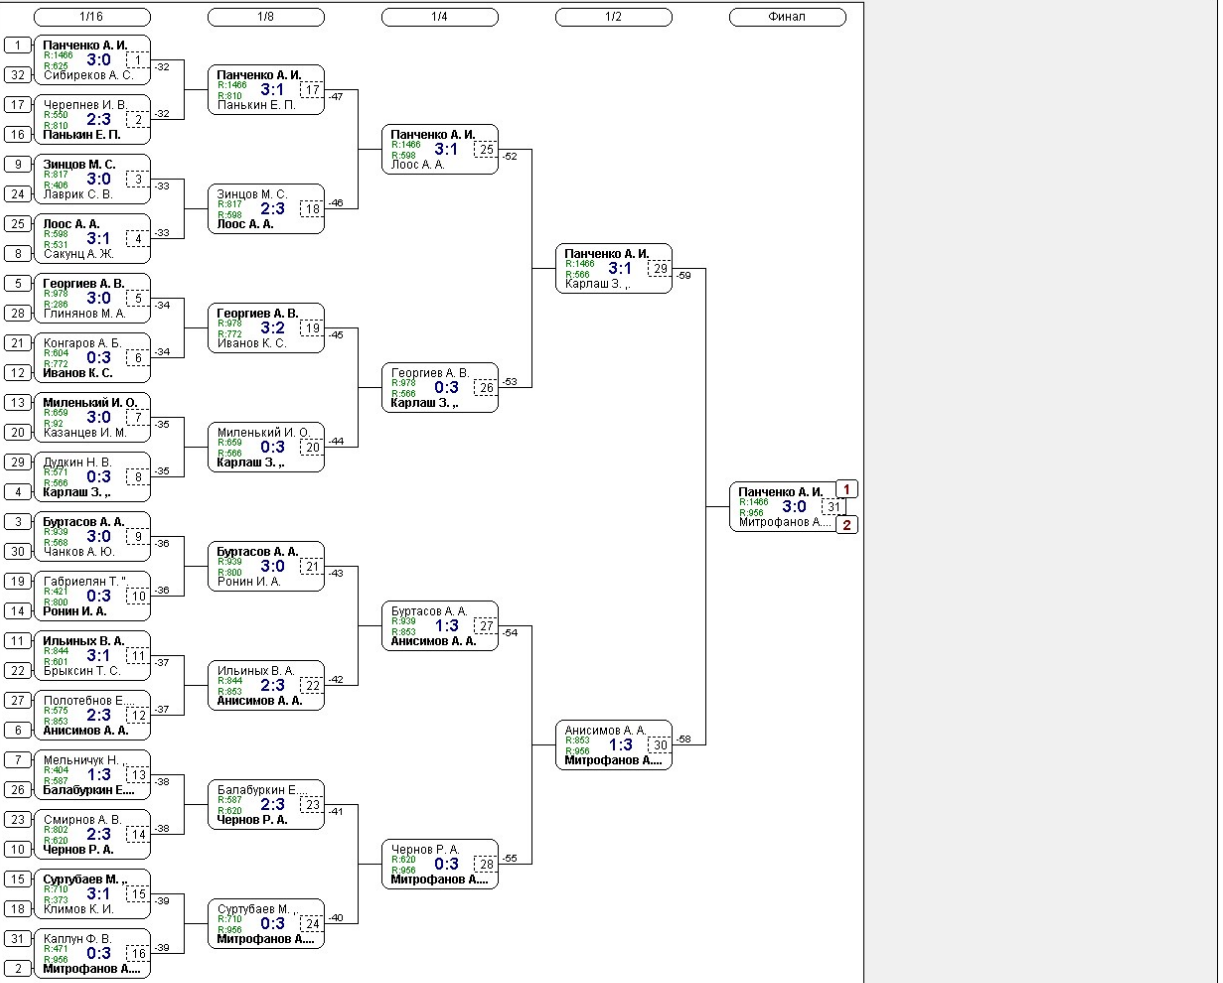 1/16
1/8
1/4
1/2
Финал
1
Панченко А. И.
R:1466
R:625
3:0
1
-32
32
Сибиреков А. С.
17
Черепнев И. В.
R:550
R:810
2:3
2
-32
16
Панькин Е. П.
9
Зинцов М. С.
R:817
R:406
3:0
3
-33
24
Лаврик С. В.
25
Лоос А. А.
R:598
R:531
3:1
4
-33
8
Сакунц А. Ж.
5
Георгиев А. В.
R:978
R:286
3:0
5
-34
28
Глинянов М. А.
21
Конгаров А. Б.
R:604
R:772
0:3
6
-34
12
Иванов К. С.
13
Миленький И. О.
R:659
R:92
3:0
7
-35
20
Казанцев И. М.
29
Дудкин Н. В.
R:571
R:566
0:3
8
-35
4
Карлаш З. ,.
3
Буртасов А. А.
R:939
R:568
3:0
9
-36
30
Чанков А. Ю.
19
Габриелян Т. ".
R:421
R:800
0:3
10
-36
14
Ронин И. А.
11
Ильиных В. А.
R:844
R:601
3:1
11
-37
22
Брыксин Т. С.
27
Полотебнов Е....
R:575
R:853
2:3
12
-37
6
Анисимов А. А.
7
Мельничук Н. ,.
R:404
R:587
1:3
13
-38
26
Балабуркин Е....
23
Смирнов А. В.
R:802
R:620
2:3
14
-38
10
Чернов Р. А.
15
Суртубаев М. ,.
R:710
R:373
3:1
15
-39
18
Климов К. И.
31
Каплун Ф. В.
R:471
R:956
0:3
16
-39
2
Митрофанов А....
Панченко А. И.
R:1466
R:810
3:1
17
-47
Панькин Е. П.
Зинцов М. С.
R:817
R:598
2:3
18
-46
Лоос А. А.
Георгиев А. В.
R:978
R:772
3:2
19
-45
Иванов К. С.
Миленький И. О.
R:659
R:566
0:3
20
-44
Карлаш З. ,.
Буртасов А. А.
R:939
R:800
3:0
21
-43
Ронин И. А.
Ильиных В. А.
R:844
R:853
2:3
22
-42
Анисимов А. А.
Балабуркин Е....
R:587
R:620
2:3
23
-41
Чернов Р. А.
Суртубаев М. ,.
R:710
R:956
0:3
24
-40
Митрофанов А....
Панченко А. И.
R:1466
R:598
3:1
25
-52
Лоос А. А.
Георгиев А. В.
R:978
R:566
0:3
26
-53
Карлаш З. ,.
Буртасов А. А.
R:939
R:853
1:3
27
-54
Анисимов А. А.
Чернов Р. А.
R:620
R:956
0:3
28
-55
Митрофанов А....
Панченко А. И.
R:1466
R:566
3:1
29
-59
Карлаш З. ,.
Анисимов А. А.
R:853
R:956
1:3
30
-58
Митрофанов А....
Панченко А. И.
1
R:1466
R:956
3:0
31
Митрофанов А....
2